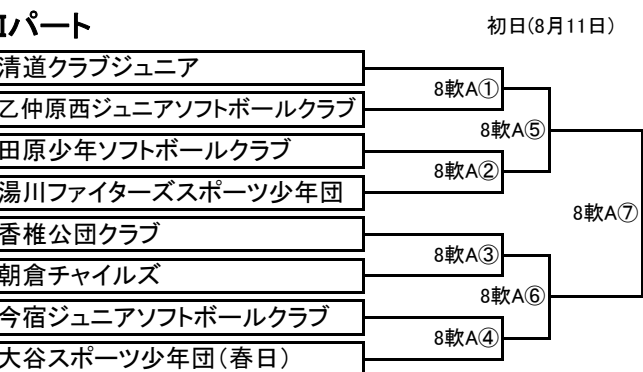 パート
初日(8月11日)
清道クラブジュニア
8軟A①
乙仲原西ジュニアソフトボールクラブ
8軟A⑤
田原少年ソフトボールクラブ
8軟A②
湯川ファイターズスポーツ少年団
8軟A⑦
香椎公団クラブ
8軟A③
朝倉チャイルズ
8軟A⑥
今宿ジュニアソフトボールクラブ
8軟A④
大谷スポーツ少年団(春日)